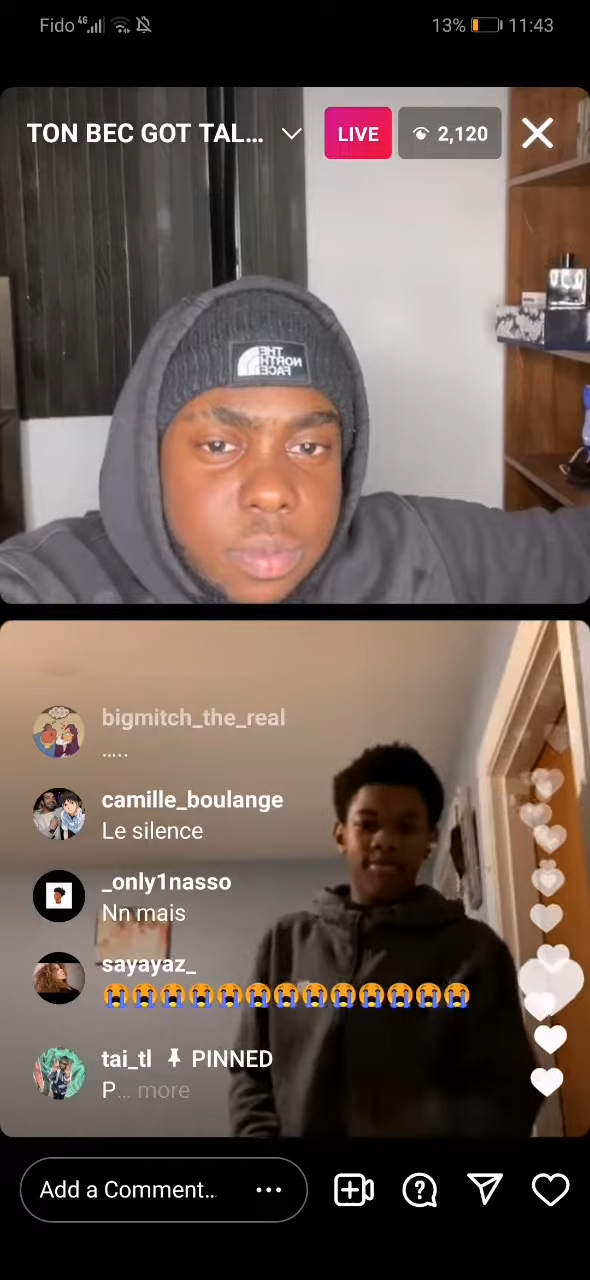 Fido 4G 13% 11:43
TON BEC GOT TAL... LIVE 2,120
THE
NORTH
FACE
bigmitch_the_real
.....
camille_boulange
Le silence
_only1nasso
Nn mais
sayayaz_
😭😭😭😭😭😭😭😭😭😭😭😭😭
tai_tl PINNED
P... more
Add a Comment...